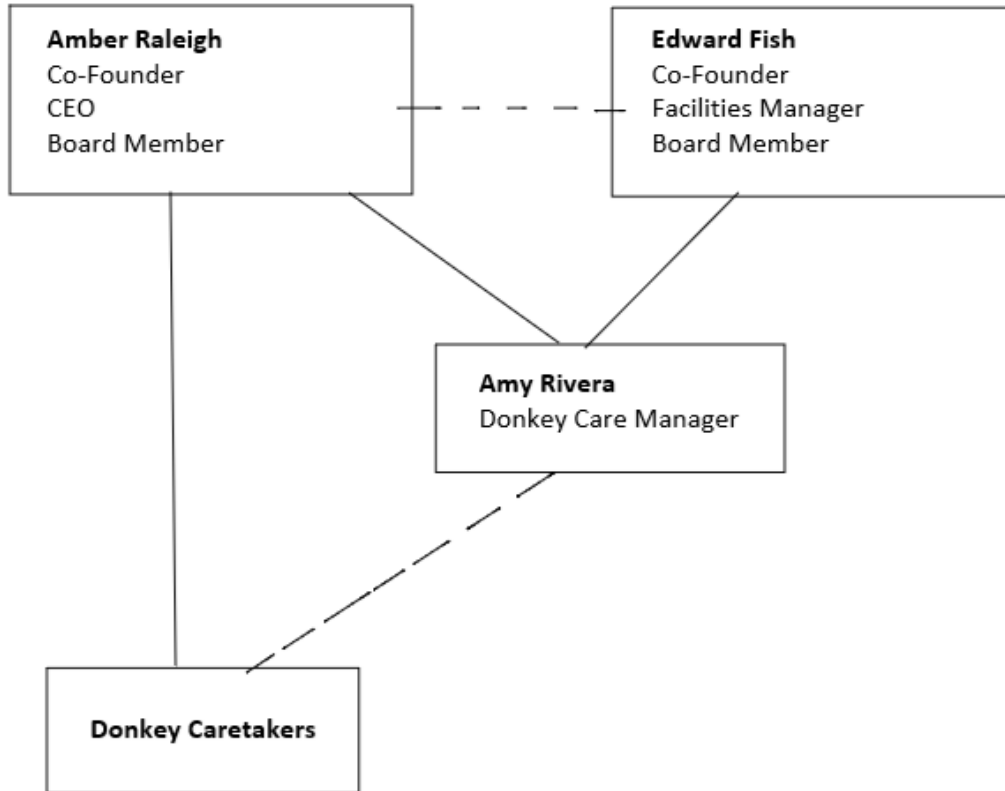 Amber Raleigh
Co-Founder
CEO
Board Member
Edward Fish
Co-Founder
Facilities Manager
Board Member
Amy Rivera
Donkey Care Manager
Donkey Caretakers